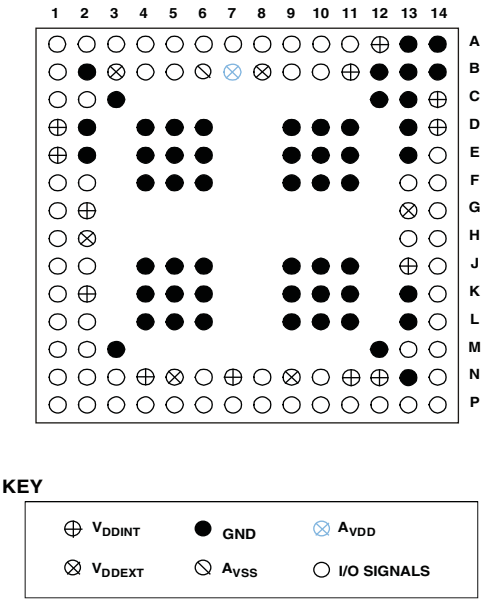 1 2 3 4 5 6 7 8 9 10 11 12 13 14
A
B
C
D
E
F
G
H
J
K
L
M
N
P
KEY
VDDINT GND AVDD
VDDEXT AVSS I/O SIGNALS